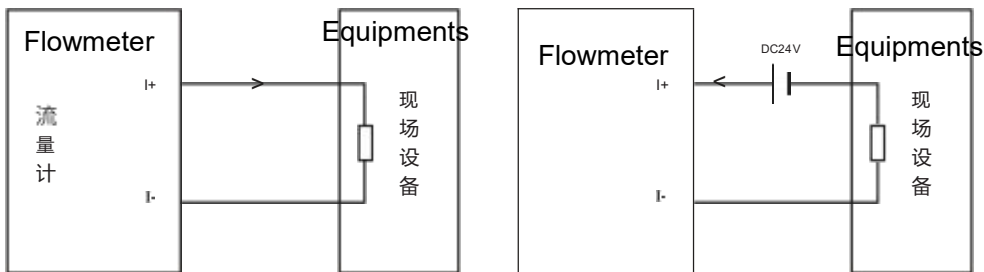 Flowmeter
Equipments
I+
流量计
现场设备
I-
Flowmeter
DC24V
Equipments
I+
现场设备
I-